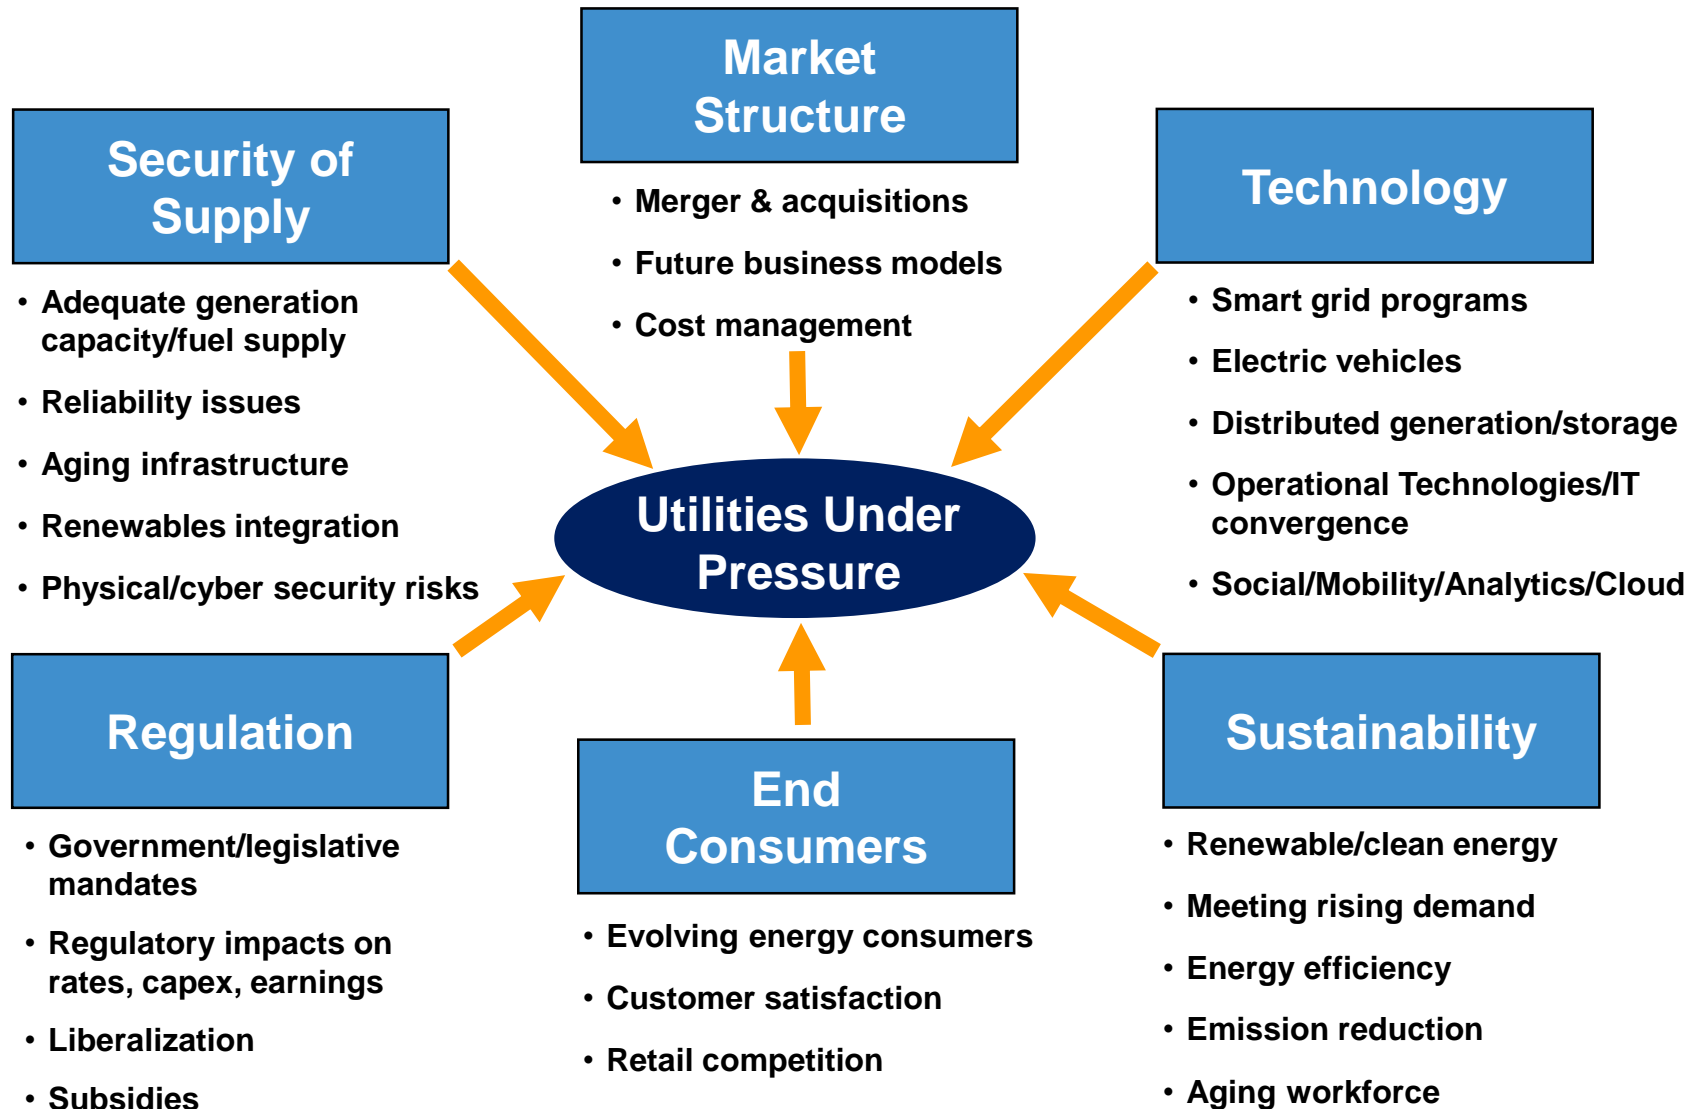 Market
Structure
• Merger & acquisitions
• Future business models
• Cost management
Security of
Supply
• Adequate generation
capacity/fuel supply
• Reliability issues
• Aging infrastructure
• Renewables integration
• Physical/cyber security risks
Technology
• Smart grid programs
• Electric vehicles
• Distributed generation/storage
• Operational Technologies/IT
convergence
• Social/Mobility/Analytics/Cloud
Utilities Under
Pressure
Regulation
• Government/legislative
mandates
• Regulatory impacts on
rates, capex, earnings
• Liberalization
• Subsidies
End
Consumers
• Evolving energy consumers
• Customer satisfaction
• Retail competition
Sustainability
• Renewable/clean energy
• Meeting rising demand
• Energy efficiency
• Emission reduction
• Aging workforce